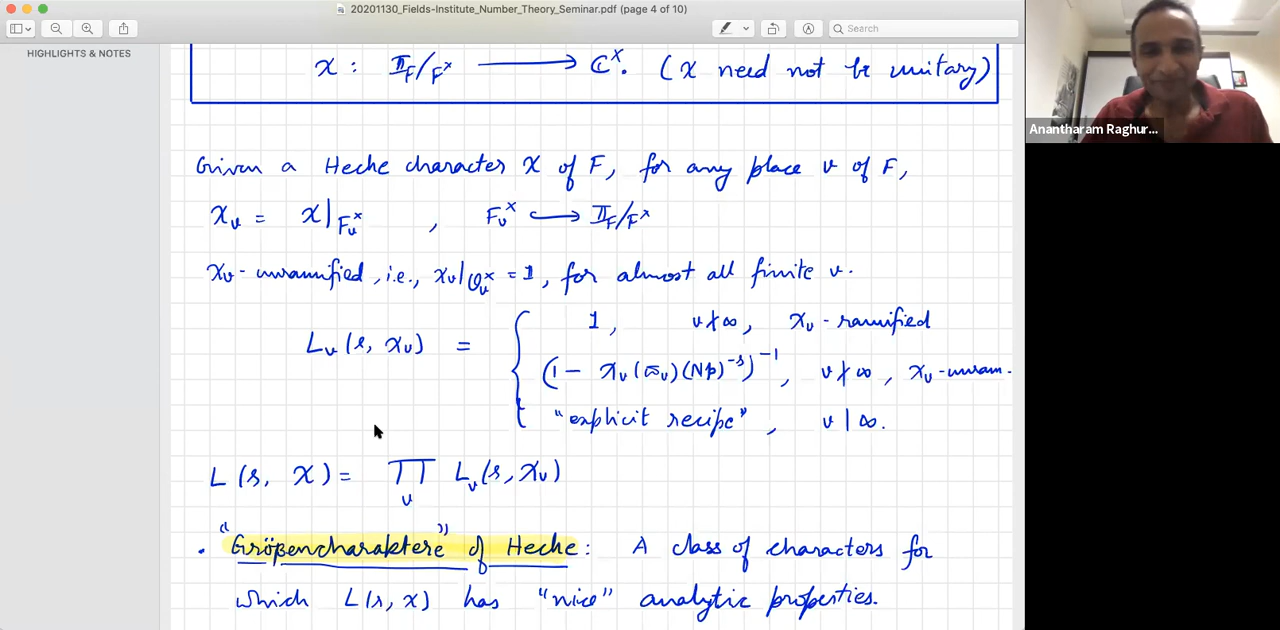 20201130_Fields-Institute_Number_Theory_Seminar.pdf (page 4 of 10)
Search
HIGHLIGHTS & NOTES
Anantharam Raghur...
χ : 𝕀_F/F^× ⟶ ℂ^×. (χ need not be unitary)
Given a Hecke character χ of F, for any place v of F,
χ_v = χ|_{F_v^×} , F_v^× ↪ 𝕀_F/F^×
χ_v - unramified, i.e., χ_v|_{O_v^×} = 1, for almost all finite v.
1, v∤∞, χ_v - ramified
L_v(s, χ_v) = { (1 - χ_v(ϖ_v)(Np)^{-s})^{-1}, v∤∞, χ_v - unram.
"explicit recipe", v|∞.
L(s, χ) = ∏_v L_v(s, χ_v)
• "Größencharaktere" of Hecke: A class of characters for
which L(s, χ) has "nice" analytic properties.